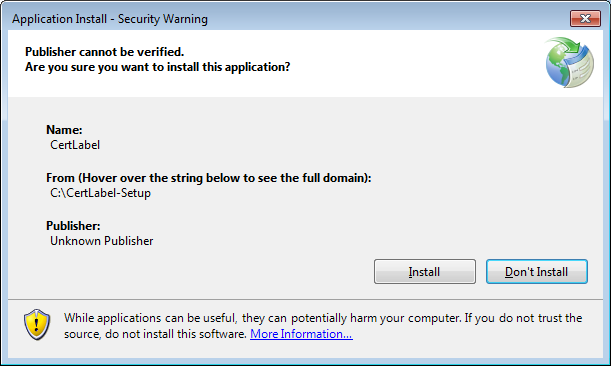 Application Install - Security Warning
Publisher cannot be verified.
Are you sure you want to install this application?
Name:
CertLabel
From (Hover over the string below to see the full domain):
C:\CertLabel-Setup
Publisher:
Unknown Publisher
Install
Don't Install
While applications can be useful, they can potentially harm your computer. If you do not trust the
source, do not install this software. More Information...